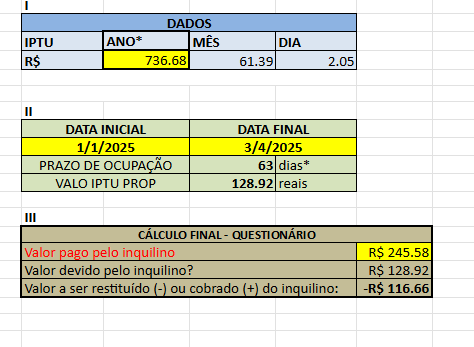 I
DADOS
IPTU ANO* MÊS DIA
R$ 736.68 61.39 2.05
II
DATA INICIAL DATA FINAL
1/1/2025 3/4/2025
PRAZO DE OCUPAÇÃO 63 dias*
VALO IPTU PROP 128.92 reais
III
CÁLCULO FINAL - QUESTIONÁRIO
Valor pago pelo inquilino R$ 245.58
Valor devido pelo inquilino? R$ 128.92
Valor a ser restituído (-) ou cobrado (+) do inquilino: -R$ 116.66